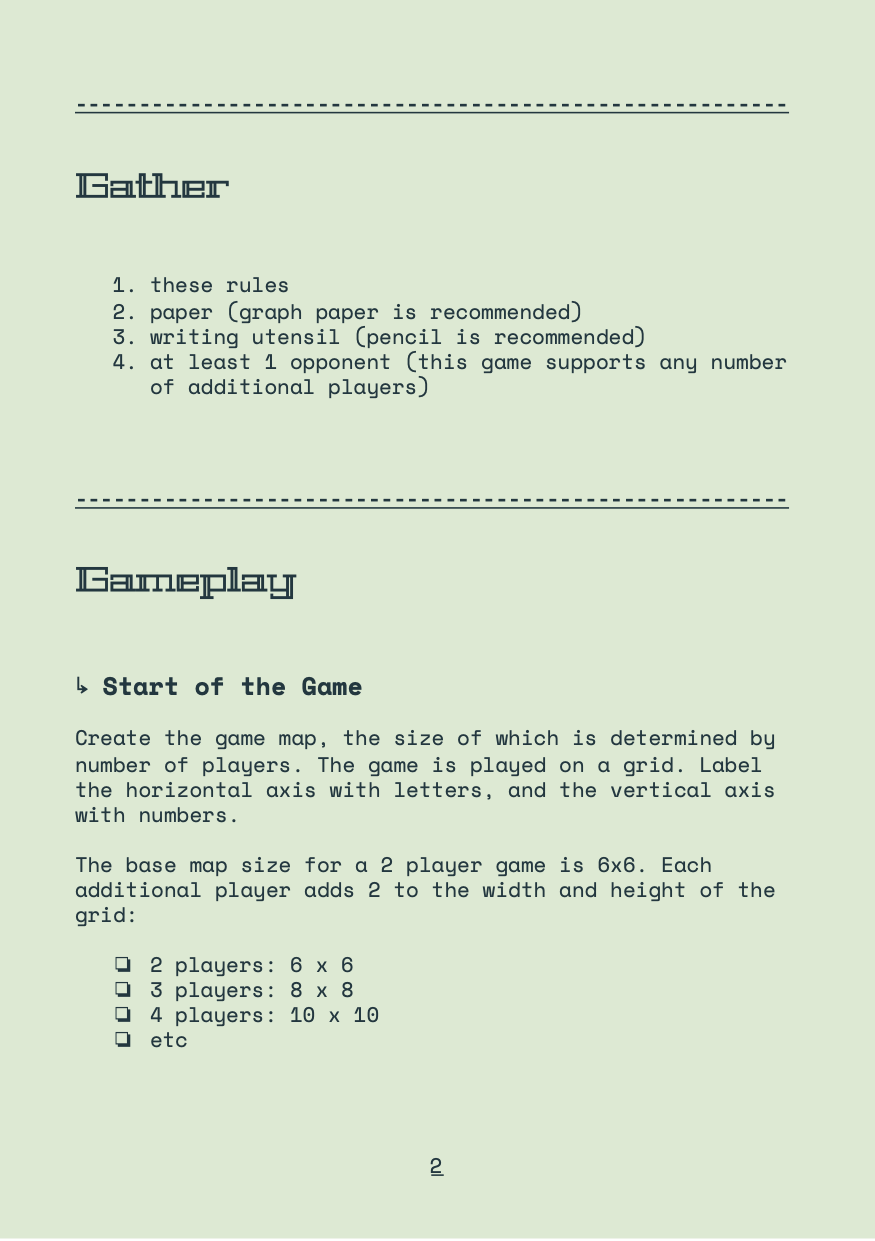 --------------------------------------------------------
Gather
1. these rules
2. paper (graph paper is recommended)
3. writing utensil (pencil is recommended)
4. at least 1 opponent (this game supports any number
of additional players)
--------------------------------------------------------
Gameplay
↳ Start of the Game
Create the game map, the size of which is determined by
number of players. The game is played on a grid. Label
the horizontal axis with letters, and the vertical axis
with numbers.
The base map size for a 2 player game is 6x6. Each
additional player adds 2 to the width and height of the
grid:
❏ 2 players: 6 x 6
❏ 3 players: 8 x 8
❏ 4 players: 10 x 10
❏ etc
2